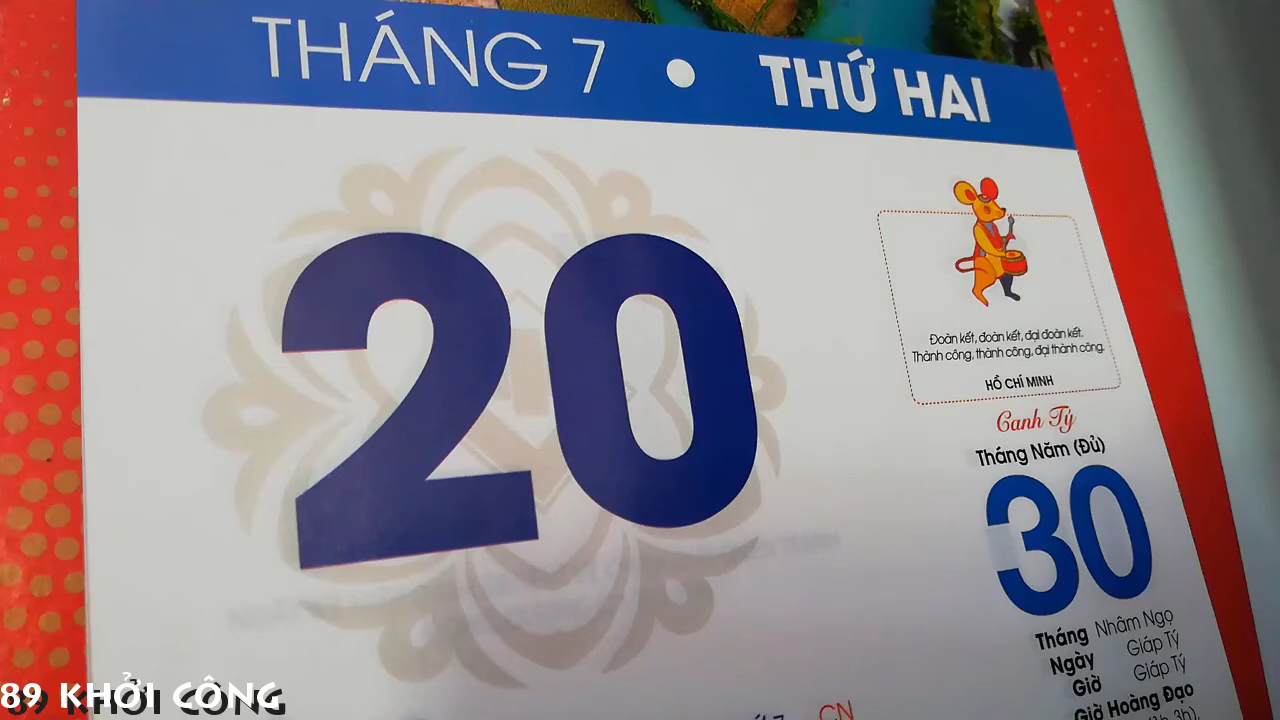 THÁNG 7 • THỨ HAI
20
Đoàn kết, đoàn kết, đại đoàn kết.
Thành công, thành công, đại thành công.
HỒ CHÍ MINH
Canh Tý
Tháng Năm (Đủ)
30
Tháng Nhâm Ngọ
Ngày Giáp Tý
Giờ Giáp Tý
Giờ Hoàng Đạo
CN
89 KHỞI CÔNG